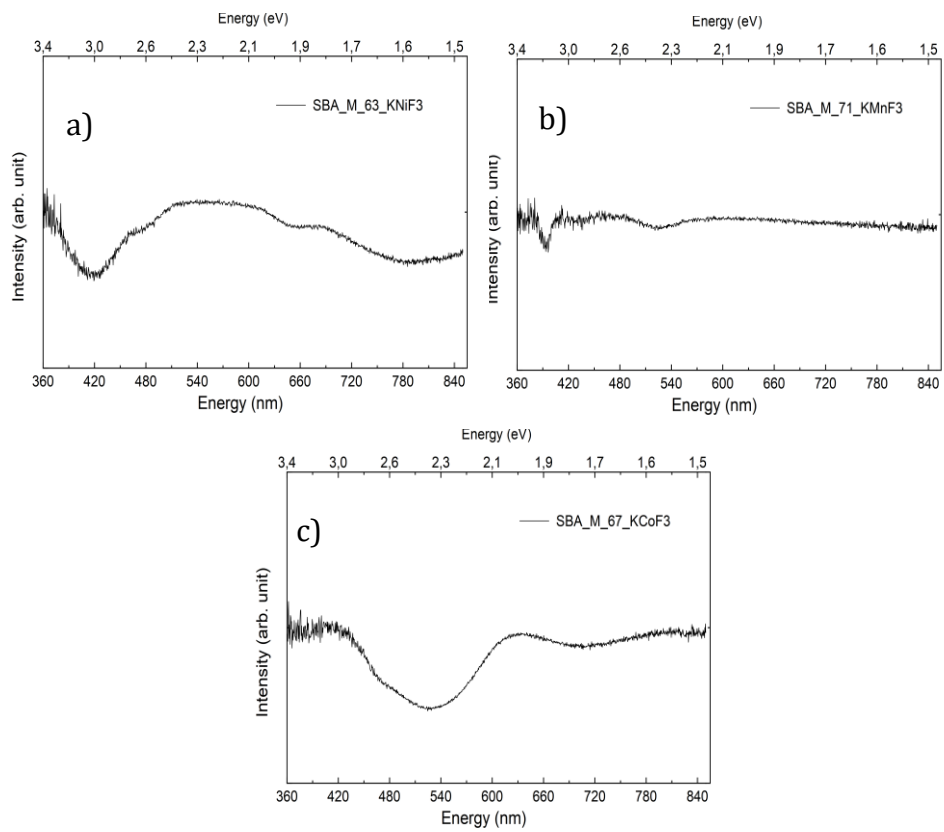 Energy (eV)
3,4 3,0 2,6 2,3 2,1 1,9 1,7 1,6 1,5
a)
SBA_M_63_KNiF3
Intensity (arb. unit)
360 420 480 540 600 660 720 780 840
Energy (nm)
Energy (eV)
3,4 3,0 2,6 2,3 2,1 1,9 1,7 1,6 1,5
b)
SBA_M_71_KMnF3
Intensity (arb. unit)
360 420 480 540 600 660 720 780 840
Energy (nm)
Energy (eV)
3,4 3,0 2,6 2,3 2,1 1,9 1,7 1,6 1,5
c)
SBA_M_67_KCoF3
Intensity (arb. unit)
360 420 480 540 600 660 720 780 840
Energy (nm)